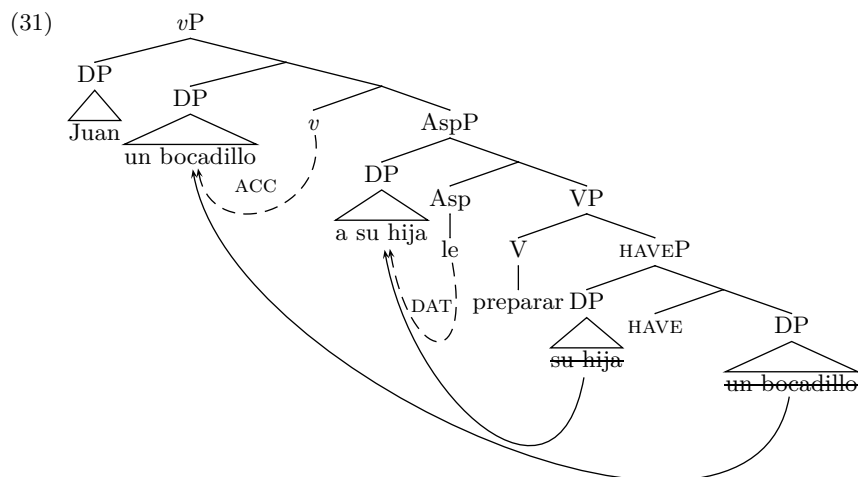 (31)
vP
DP
DP
Juan
un bocadillo
v
AspP
ACC
DP
Asp
VP
a su hija
le
V
HAVEP
DAT
preparar
DP
HAVE
DP
su hija
un bocadillo